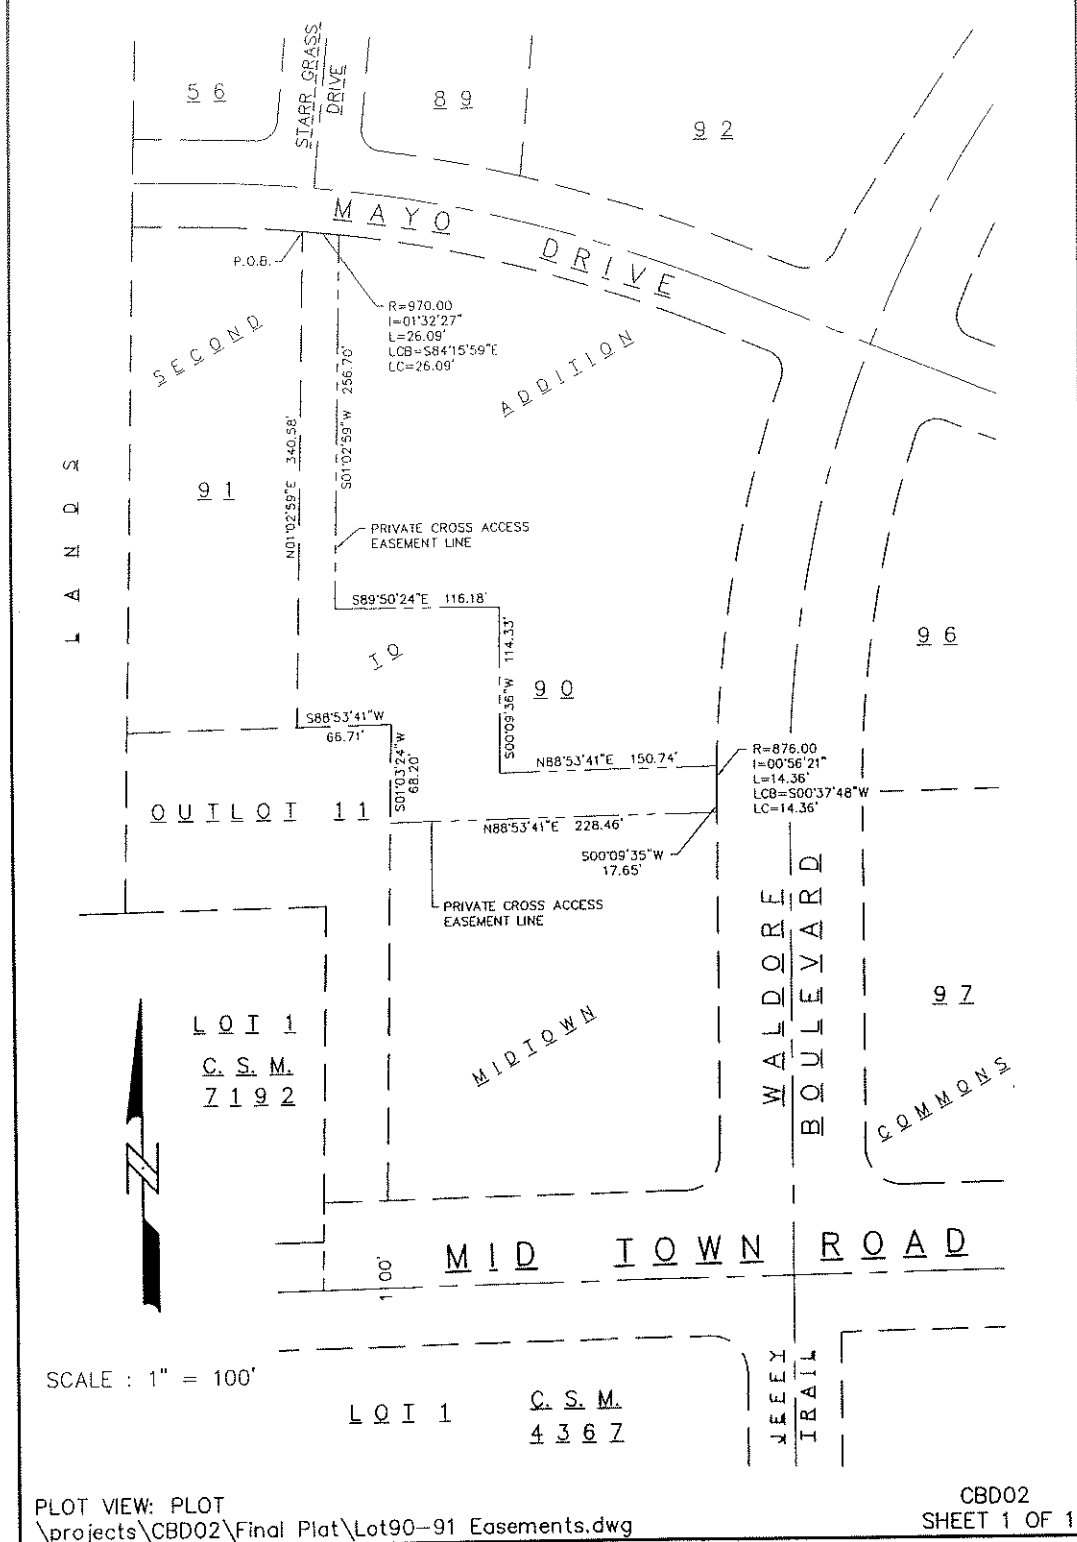 STARR GRASS
DRIVE
56
89
92
MAYO DRIVE
P.O.B.
R=970.00
I=01°32'27"
L=26.09'
LCB=S84°15'59"E
LC=26.09'
SECOND
ADDITION
N01°02'59"E 340.58'
S01°02'59"W 256.70'
LANDS
91
PRIVATE CROSS ACCESS
EASEMENT LINE
S89°50'24"E 116.18'
TO
S00°09'36"W 114.33'
90
96
S88°53'41"W
66.71'
S01°03'24"W
68.20'
N88°53'41"E 150.74'
R=876.00
I=00°56'21"
L=14.36'
LCB=S00°37'48"W
LC=14.36'
OUTLOT 11
N88°53'41"E 228.46'
S00°09'35"W
17.65'
PRIVATE CROSS ACCESS
EASEMENT LINE
WALDORF
BOULEVARD
97
LOT 1
C. S. M.
7192
MIDTOWN
COMMONS
N
MID TOWN ROAD
100'
SCALE : 1" = 100'
LOT 1
C. S. M.
4367
JEFFY
TRAIL
PLOT VIEW: PLOT
\projects\CBD02\Final Plat\Lot90-91 Easements.dwg
CBD02
SHEET 1 OF 1